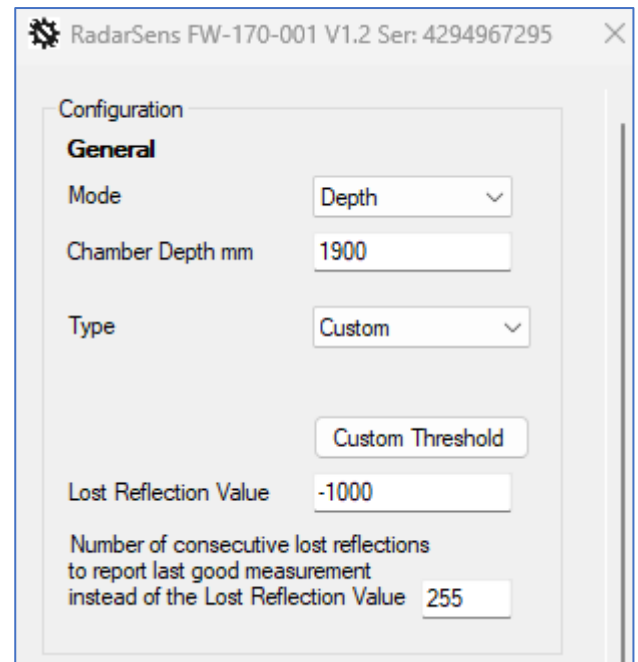 RadarSens FW-170-001 V1.2 Ser: 4294967295
Configuration
General
Mode Depth
Chamber Depth mm 1900
Type Custom
Custom Threshold
Lost Reflection Value -1000
Number of consecutive lost reflections
to report last good measurement
instead of the Lost Reflection Value 255